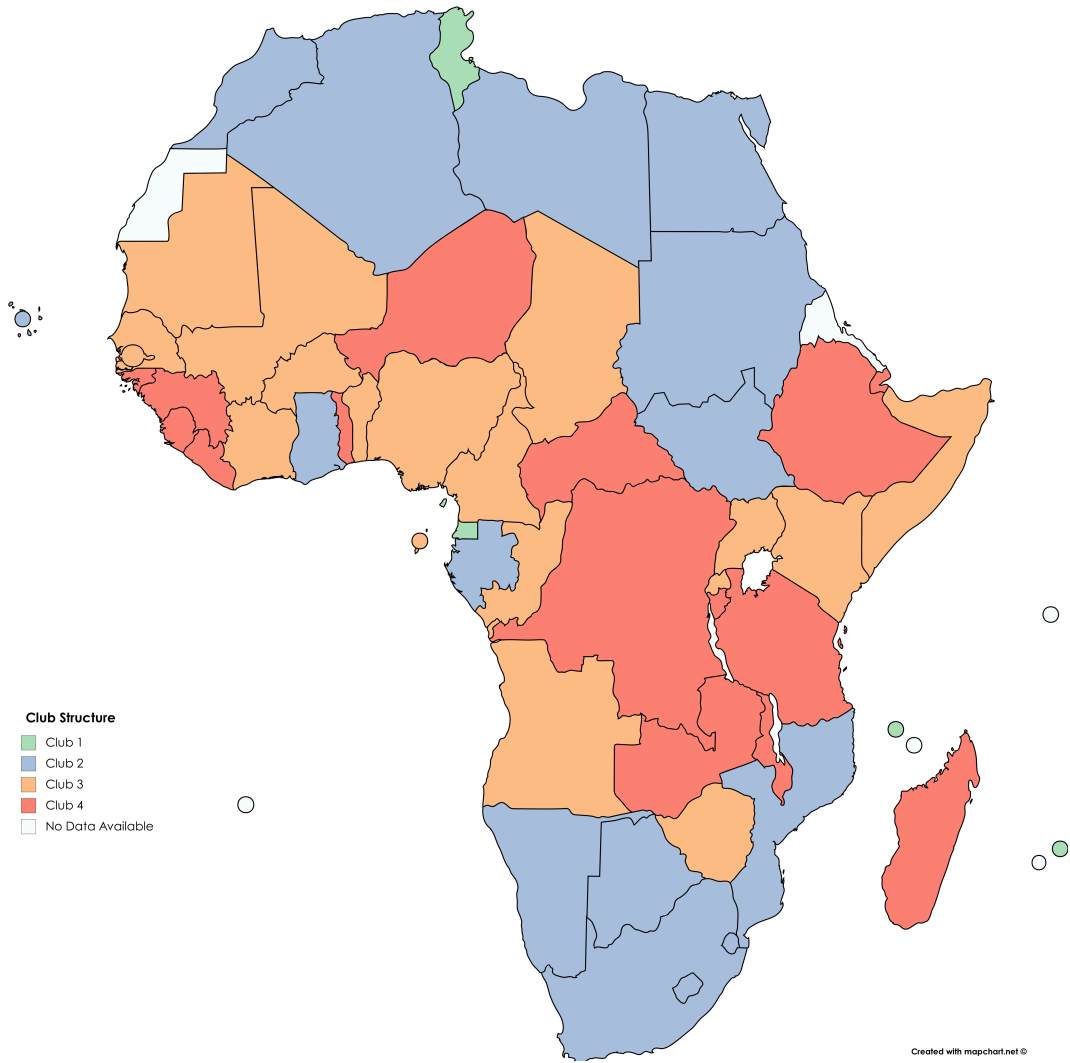 Club Structure
Club 1
Club 2
Club 3
Club 4
No Data Available
Created with mapchart.net ©